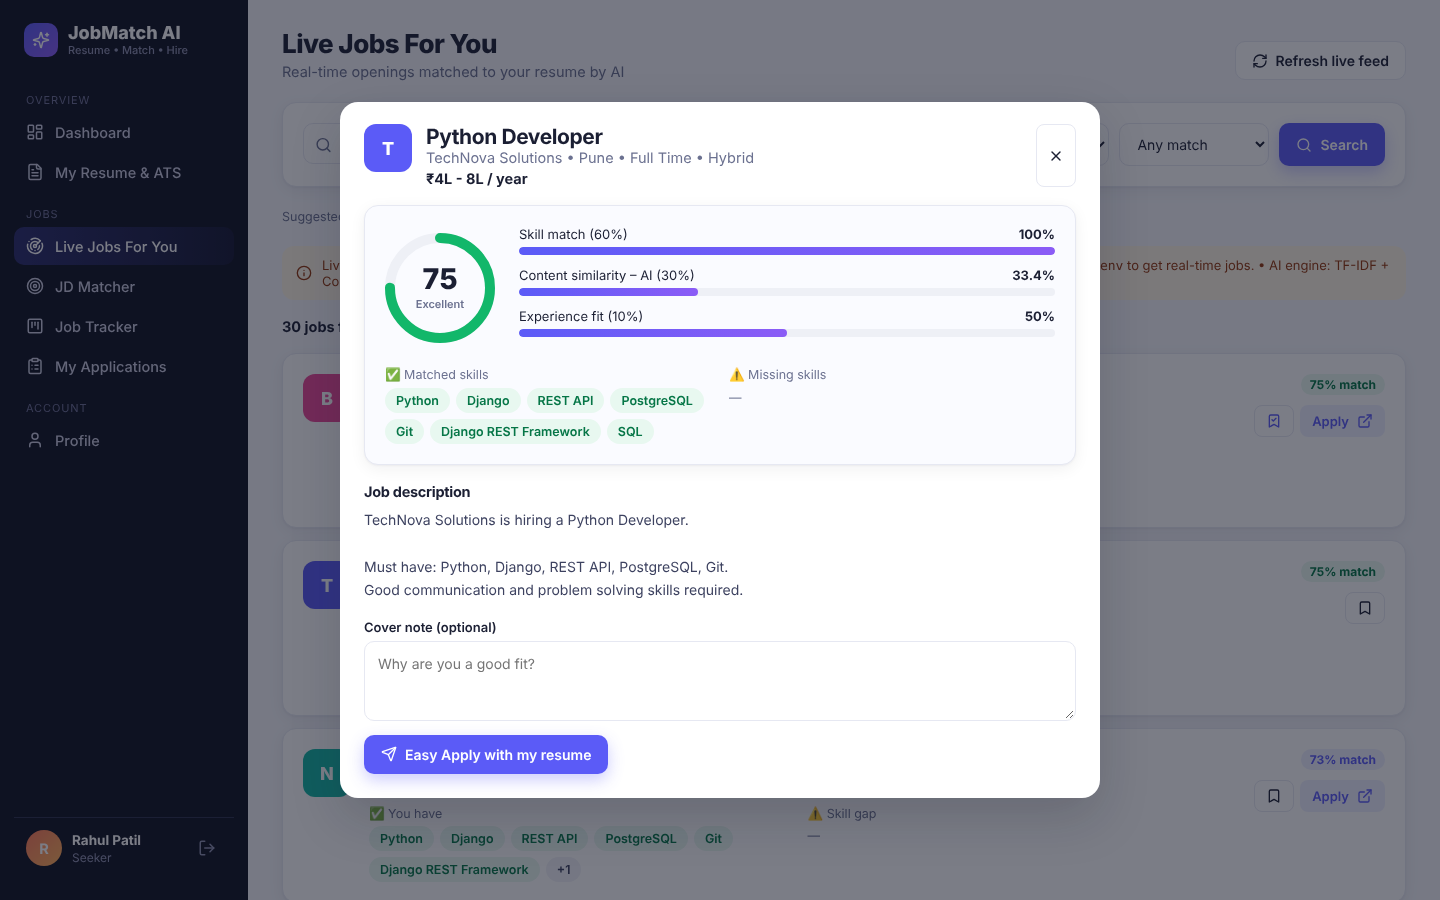 JobMatch AI
Resume • Match • Hire
OVERVIEW
Dashboard
My Resume & ATS
JOBS
Live Jobs For You
JD Matcher
Job Tracker
My Applications
ACCOUNT
Profile
R
Rahul Patil
Seeker
Live Jobs For You
Real-time openings matched to your resume by AI
Refresh live feed
Any match
Search
Suggested
env to get real-time jobs. • AI engine: TF-IDF +
30 jobs
T
Python Developer
TechNova Solutions • Pune • Full Time • Hybrid
₹4L - 8L / year
75
Excellent
Skill match (60%) 100%
Content similarity – AI (30%) 33.4%
Experience fit (10%) 50%
✅ Matched skills
Python Django REST API PostgreSQL
Git Django REST Framework SQL
⚠️ Missing skills
—
Job description
TechNova Solutions is hiring a Python Developer.
Must have: Python, Django, REST API, PostgreSQL, Git.
Good communication and problem solving skills required.
Cover note (optional)
Why are you a good fit?
Easy Apply with my resume
B
75% match
Apply
T
75% match
N
73% match
Apply
✅ You have
Python Django REST API PostgreSQL Git
Django REST Framework +1
⚠️ Skill gap
—